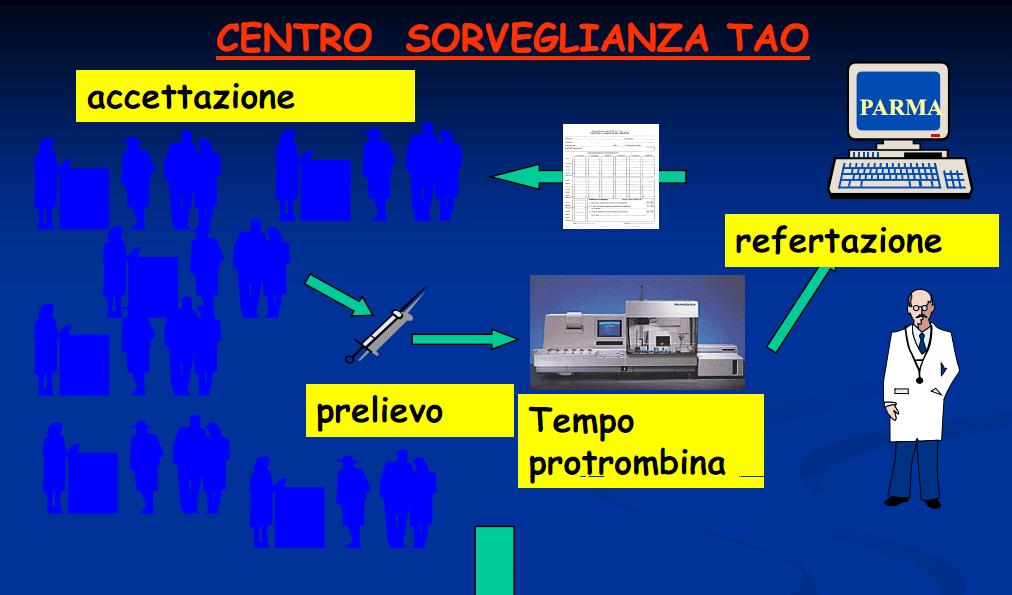 CENTRO SORVEGLIANZA TAO
accettazione
PARMA
refertazione
prelievo
Tempo
protrombina